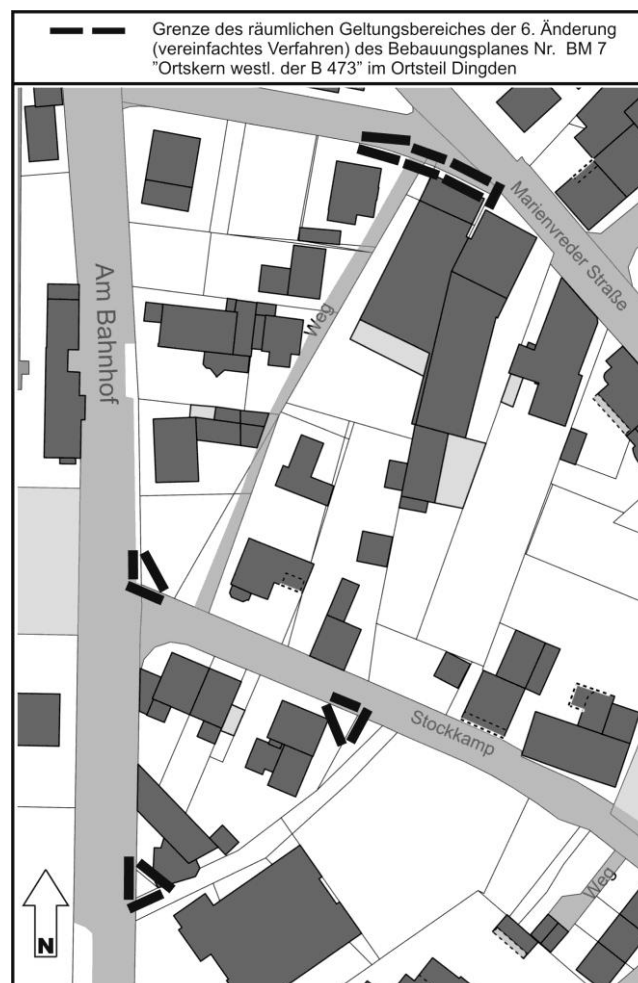 Grenze des räumlichen Geltungsbereiches der 6. Änderung
(vereinfachtes Verfahren) des Bebauungsplanes Nr. BM 7
"Ortskern westl. der B 473" im Ortsteil Dingden
Marienvreder Straße
Am Bahnhof
Weg
Stockkamp
Weg
N